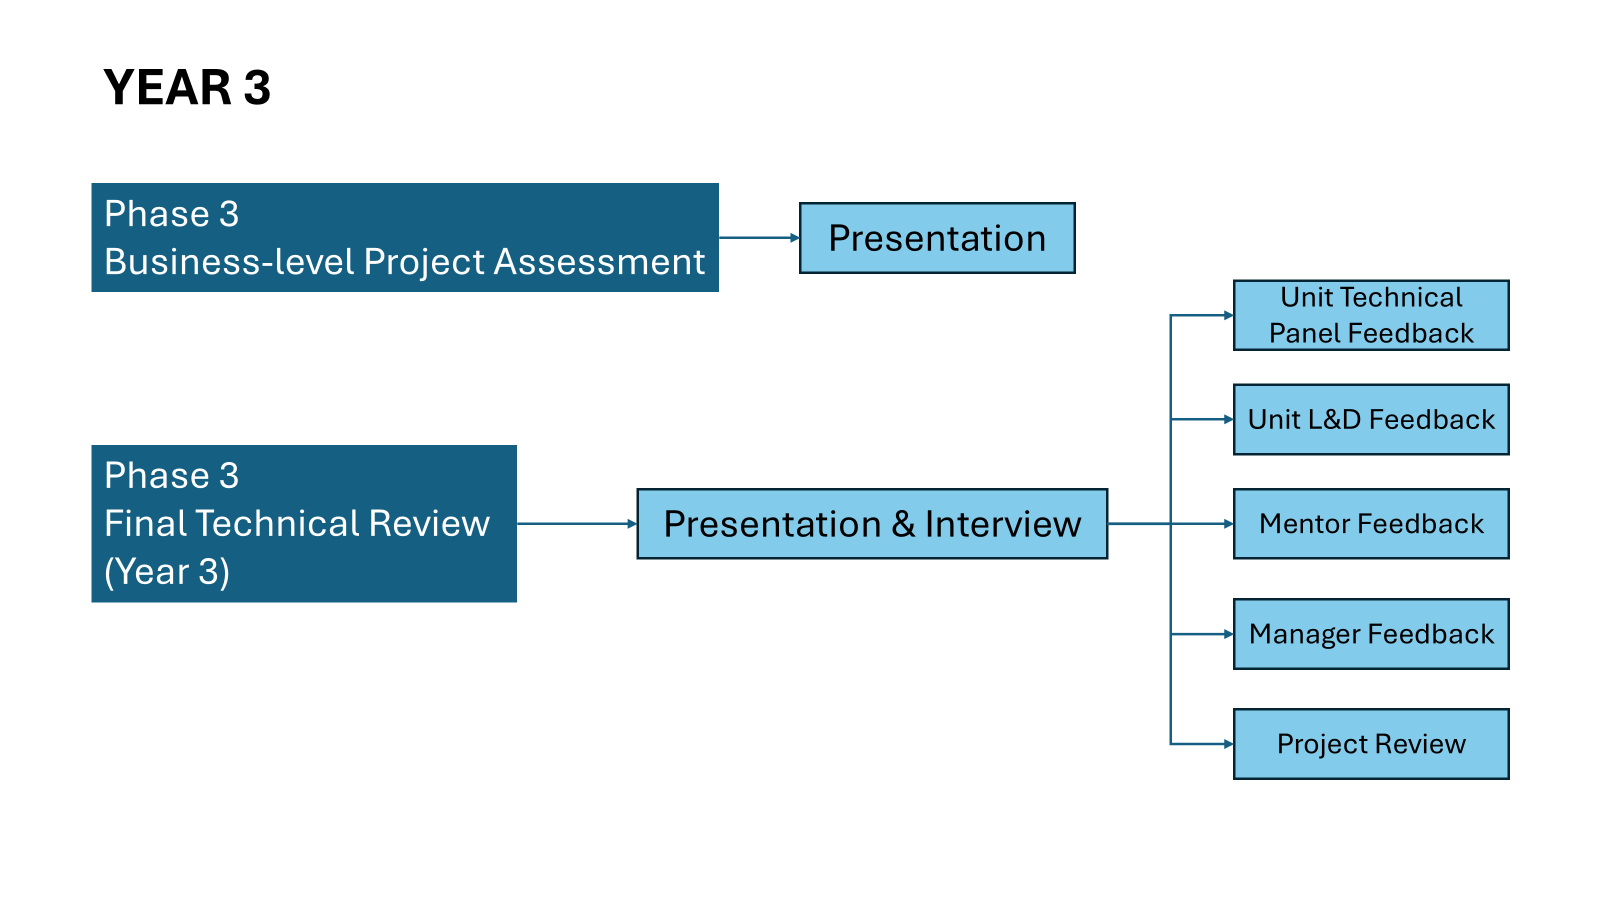 YEAR 3
Phase 3
Business-level Project Assessment
Presentation
Unit Technical
Panel Feedback
Unit L&D Feedback
Phase 3
Final Technical Review
(Year 3)
Presentation & Interview
Mentor Feedback
Manager Feedback
Project Review